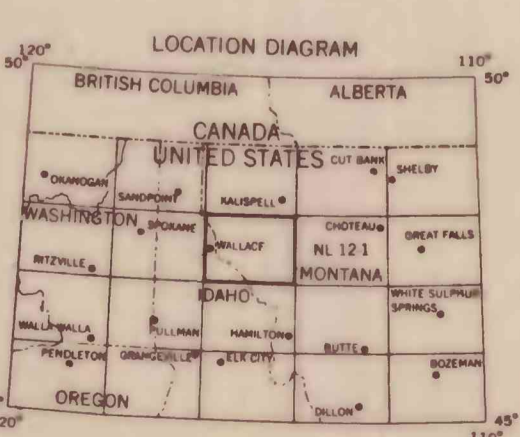 LOCATION DIAGRAM
120° 110°
50° 50°
BRITISH COLUMBIA ALBERTA
CANADA
UNITED STATES CUT BANK SHELBY
OKANOGAN SANDPOINT KALISPELL
WASHINGTON SPOKANE WALLACE CHOTEAU GREAT FALLS
NL 12 1
RITZVILLE MONTANA
IDAHO WHITE SULPHUR
SPRINGS
WALLA WALLA PULLMAN HAMILTON BUTTE
PENDLETON GRANGEVILLE ELK CITY BOZEMAN
OREGON DILLON
20° 45°
110°